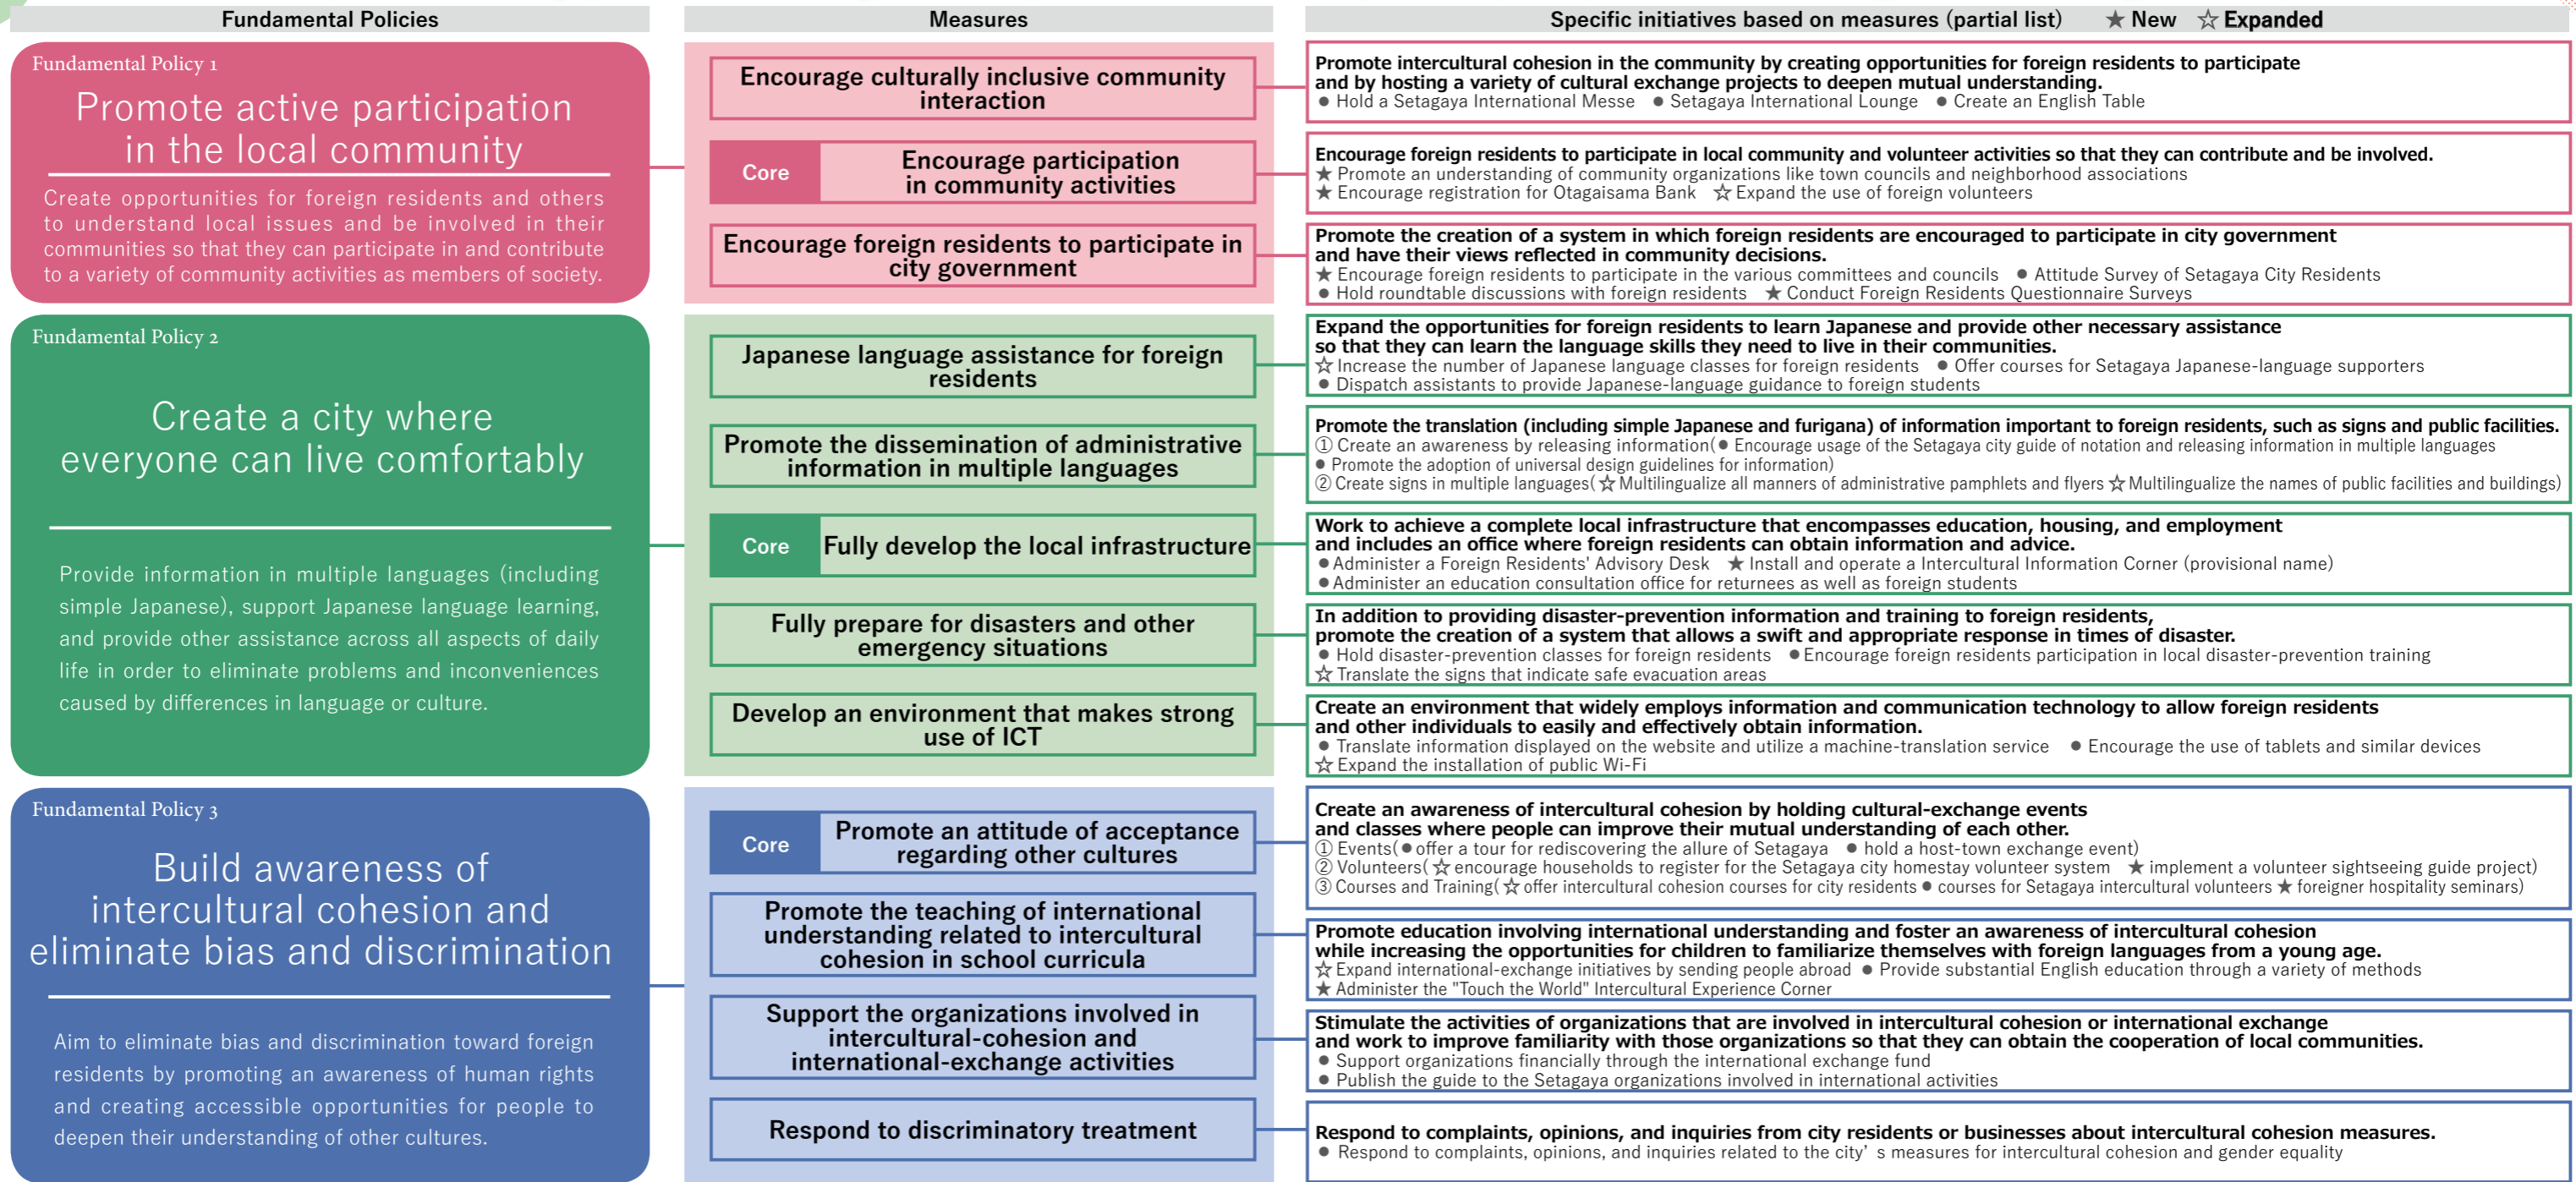 Fundamental Policies
Measures
Specific initiatives based on measures (partial list) ★ New ☆ Expanded
Fundamental Policy 1
Promote active participation
in the local community
Create opportunities for foreign residents and others
to understand local issues and be involved in their
communities so that they can participate in and contribute
to a variety of community activities as members of society.
Encourage culturally inclusive community
interaction
Promote intercultural cohesion in the community by creating opportunities for foreign residents to participate
and by hosting a variety of cultural exchange projects to deepen mutual understanding.
● Hold a Setagaya International Messe ● Setagaya International Lounge ● Create an English Table
Core
Encourage participation
in community activities
Encourage foreign residents to participate in local community and volunteer activities so that they can contribute and be involved.
★ Promote an understanding of community organizations like town councils and neighborhood associations
★ Encourage registration for Otagaisama Bank ☆ Expand the use of foreign volunteers
Encourage foreign residents to participate in
city government
Promote the creation of a system in which foreign residents are encouraged to participate in city government
and have their views reflected in community decisions.
★ Encourage foreign residents to participate in the various committees and councils ● Attitude Survey of Setagaya City Residents
● Hold roundtable discussions with foreign residents ★ Conduct Foreign Residents Questionnaire Surveys
Fundamental Policy 2
Create a city where
everyone can live comfortably
Provide information in multiple languages (including
simple Japanese), support Japanese language learning,
and provide other assistance across all aspects of daily
life in order to eliminate problems and inconveniences
caused by differences in language or culture.
Japanese language assistance for foreign
residents
Expand the opportunities for foreign residents to learn Japanese and provide other necessary assistance
so that they can learn the language skills they need to live in their communities.
☆ Increase the number of Japanese language classes for foreign residents ● Offer courses for Setagaya Japanese-language supporters
● Dispatch assistants to provide Japanese-language guidance to foreign students
Promote the dissemination of administrative
information in multiple languages
Promote the translation (including simple Japanese and furigana) of information important to foreign residents, such as signs and public facilities.
① Create an awareness by releasing information(● Encourage usage of the Setagaya city guide of notation and releasing information in multiple languages
● Promote the adoption of universal design guidelines for information)
② Create signs in multiple languages(☆ Multilingualize all manners of administrative pamphlets and flyers ☆ Multilingualize the names of public facilities and buildings)
Core
Fully develop the local infrastructure
Work to achieve a complete local infrastructure that encompasses education, housing, and employment
and includes an office where foreign residents can obtain information and advice.
● Administer a Foreign Residents' Advisory Desk ★ Install and operate a Intercultural Information Corner (provisional name)
● Administer an education consultation office for returnees as well as foreign students
Fully prepare for disasters and other
emergency situations
In addition to providing disaster-prevention information and training to foreign residents,
promote the creation of a system that allows a swift and appropriate response in times of disaster.
● Hold disaster-prevention classes for foreign residents ● Encourage foreign residents participation in local disaster-prevention training
☆ Translate the signs that indicate safe evacuation areas
Develop an environment that makes strong
use of ICT
Create an environment that widely employs information and communication technology to allow foreign residents
and other individuals to easily and effectively obtain information.
● Translate information displayed on the website and utilize a machine-translation service ● Encourage the use of tablets and similar devices
☆ Expand the installation of public Wi-Fi
Fundamental Policy 3
Build awareness of
intercultural cohesion and
eliminate bias and discrimination
Aim to eliminate bias and discrimination toward foreign
residents by promoting an awareness of human rights
and creating accessible opportunities for people to
deepen their understanding of other cultures.
Core
Promote an attitude of acceptance
regarding other cultures
Create an awareness of intercultural cohesion by holding cultural-exchange events
and classes where people can improve their mutual understanding of each other.
① Events(● offer a tour for rediscovering the allure of Setagaya ● hold a host-town exchange event)
② Volunteers(☆ encourage households to register for the Setagaya city homestay volunteer system ★ implement a volunteer sightseeing guide project)
③ Courses and Training(☆ offer intercultural cohesion courses for city residents ● courses for Setagaya intercultural volunteers ★ foreigner hospitality seminars)
Promote the teaching of international
understanding related to intercultural
cohesion in school curricula
Promote education involving international understanding and foster an awareness of intercultural cohesion
while increasing the opportunities for children to familiarize themselves with foreign languages from a young age.
☆ Expand international-exchange initiatives by sending people abroad ● Provide substantial English education through a variety of methods
★ Administer the "Touch the World" Intercultural Experience Corner
Support the organizations involved in
intercultural-cohesion and
international-exchange activities
Stimulate the activities of organizations that are involved in intercultural cohesion or international exchange
and work to improve familiarity with those organizations so that they can obtain the cooperation of local communities.
● Support organizations financially through the international exchange fund
● Publish the guide to the Setagaya organizations involved in international activities
Respond to discriminatory treatment
Respond to complaints, opinions, and inquiries from city residents or businesses about intercultural cohesion measures.
● Respond to complaints, opinions, and inquiries related to the city' s measures for intercultural cohesion and gender equality